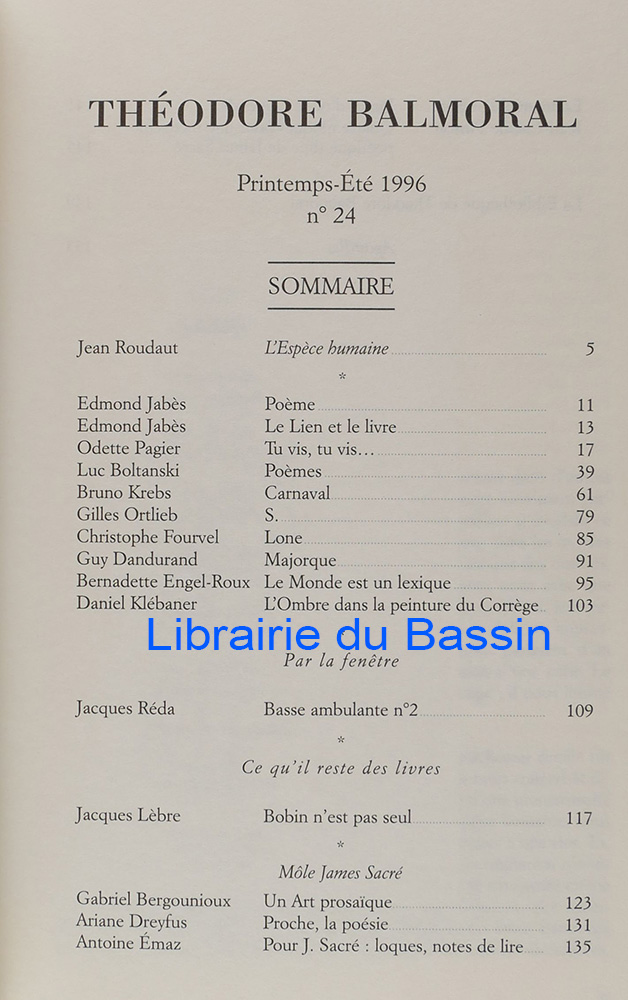 THÉODORE BALMORAL
Printemps-Été 1996
n° 24
SOMMAIRE
Jean Roudaut L'Espèce humaine 5
*
Edmond Jabès Poème 11
Edmond Jabès Le Lien et le livre 13
Odette Pagier Tu vis, tu vis... 17
Luc Boltanski Poèmes 39
Bruno Krebs Carnaval 61
Gilles Ortlieb S. 79
Christophe Fourvel Lone 85
Guy Dandurand Majorque 91
Bernadette Engel-Roux Le Monde est un lexique 95
Daniel Klébaner L'Ombre dans la peinture du Corrège 103
Librairie du Bassin
Par la fenêtre
Jacques Réda Basse ambulante n°2 109
*
Ce qu'il reste des livres
Jacques Lèbre Bobin n'est pas seul 117
*
Môle James Sacré
Gabriel Bergounioux Un Art prosaïque 123
Ariane Dreyfus Proche, la poésie 131
Antoine Émaz Pour J. Sacré : loques, notes de lire 135